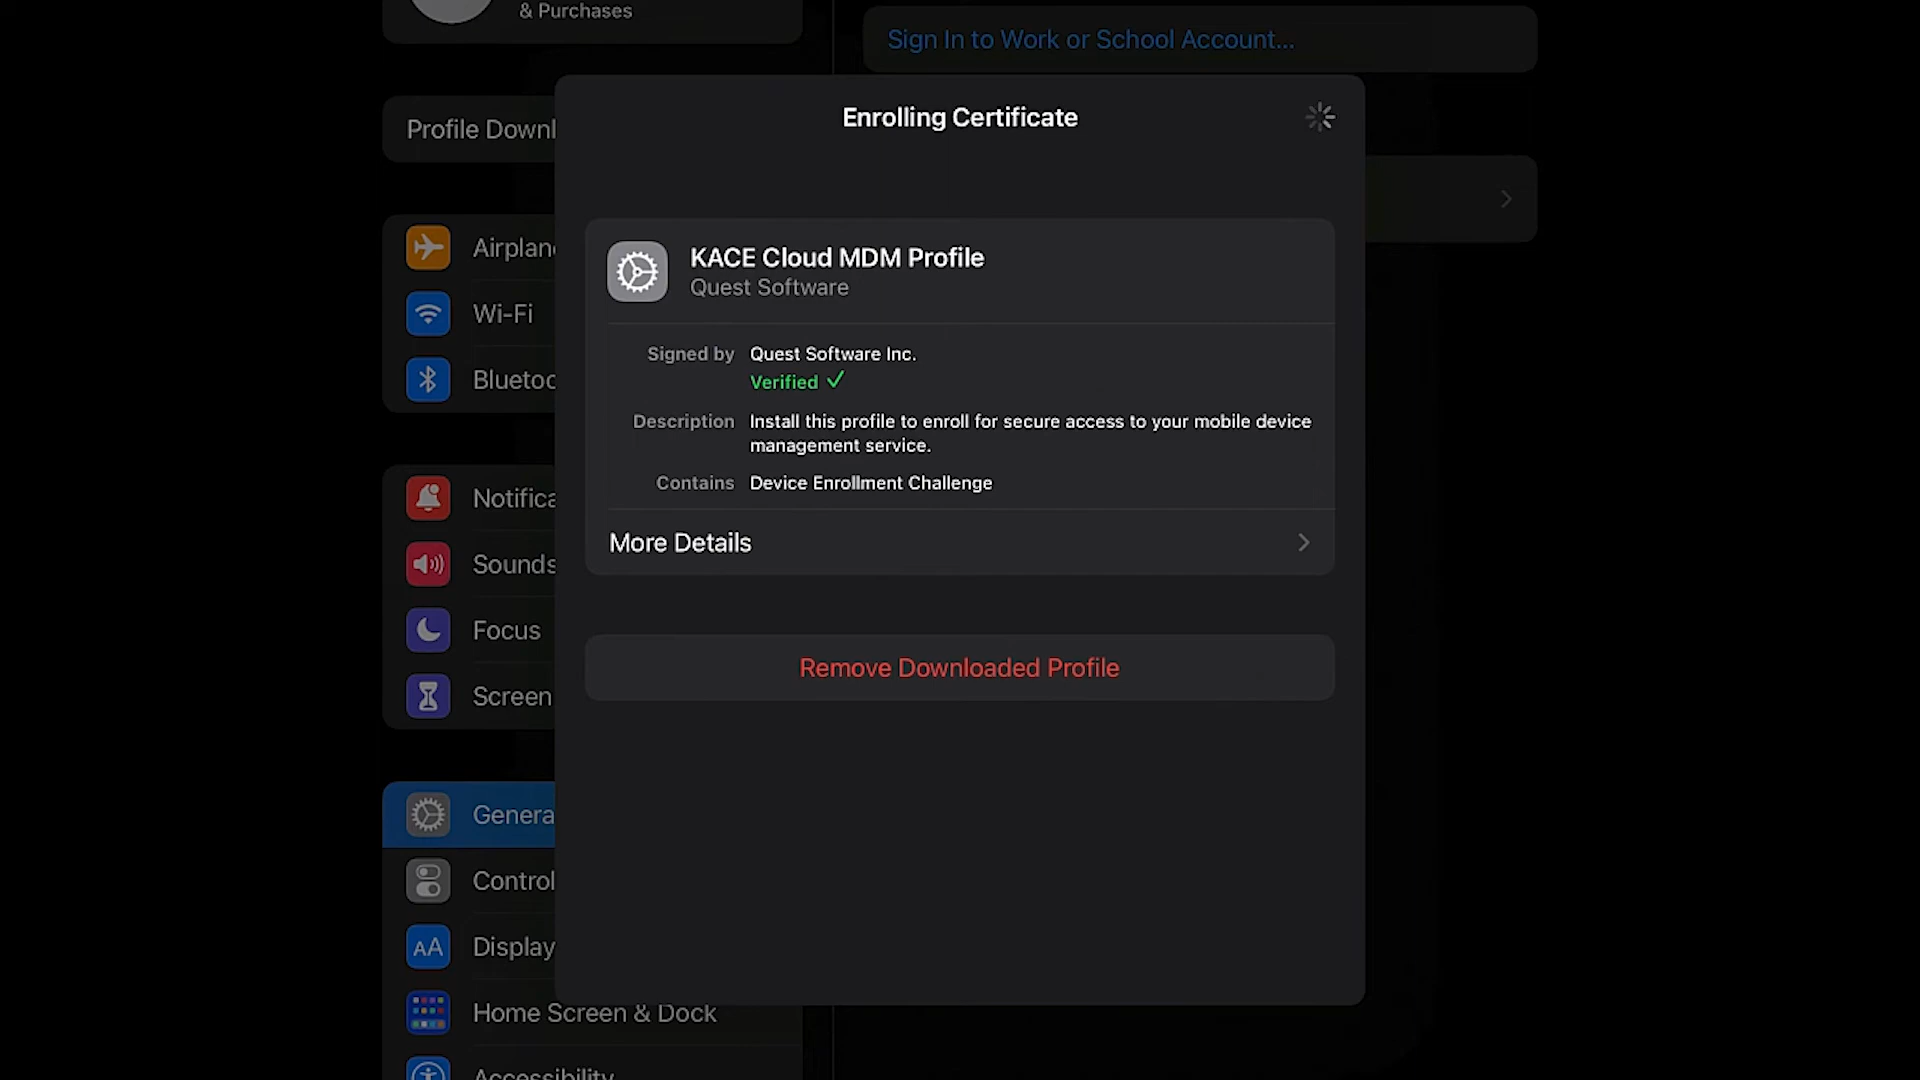 & Purchases
Sign In to Work or School Account...
Enrolling Certificate
Profile Downl
KACE Cloud MDM Profile
Quest Software
Airplan
Wi-Fi
Bluetoo
Signed by Quest Software Inc.
Verified ✓
Description Install this profile to enroll for secure access to your mobile device
management service.
Contains Device Enrollment Challenge
More Details
Notifica
Sounds
Focus
Screen
Remove Downloaded Profile
Genera
Control
AA Display
Home Screen & Dock
Accessibility